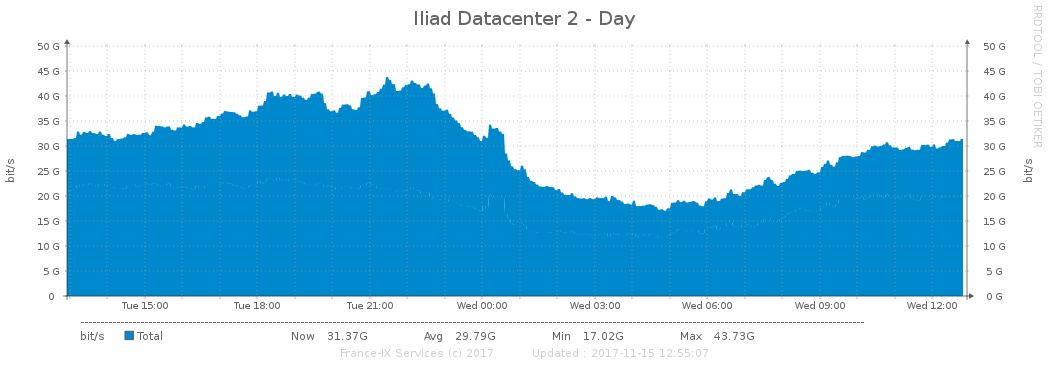 Iliad Datacenter 2 - Day
RRDTOOL / TOBI OETIKER
50 G 50 G
45 G 45 G
40 G 40 G
35 G 35 G
30 G 30 G
25 G 25 G
20 G 20 G
15 G 15 G
10 G 10 G
5 G 5 G
0 0 G
bit/s bit/s
Tue 15:00 Tue 18:00 Tue 21:00 Wed 00:00 Wed 03:00 Wed 06:00 Wed 09:00 Wed 12:00
bit/s Total Now 31.37G Avg 29.79G Min 17.02G Max 43.73G
France-IX Services (c) 2017 Updated : 2017-11-15 12:55:07